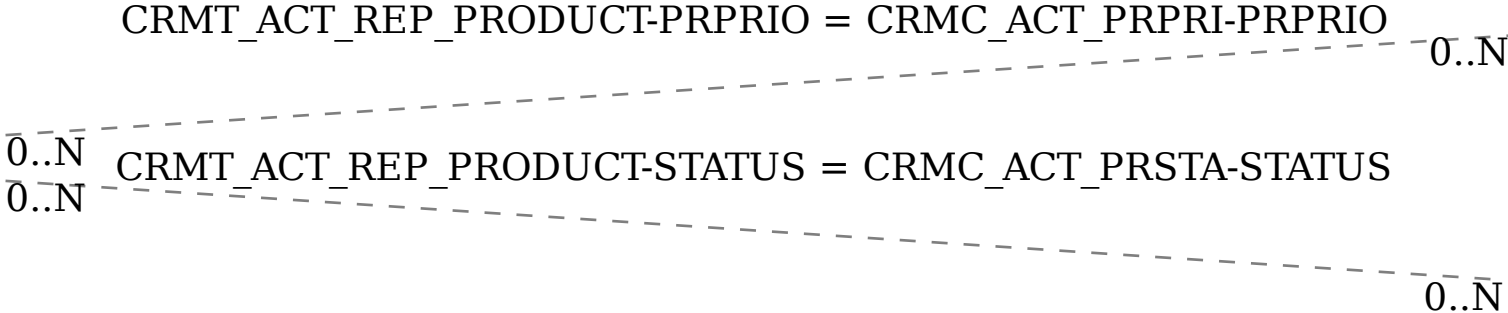 CRMT_ACT_REP_PRODUCT-PRPRIO = CRMC_ACT_PRPRI-PRPRIO
0..N
0..N
CRMT_ACT_REP_PRODUCT-STATUS = CRMC_ACT_PRSTA-STATUS
0..N
0..N